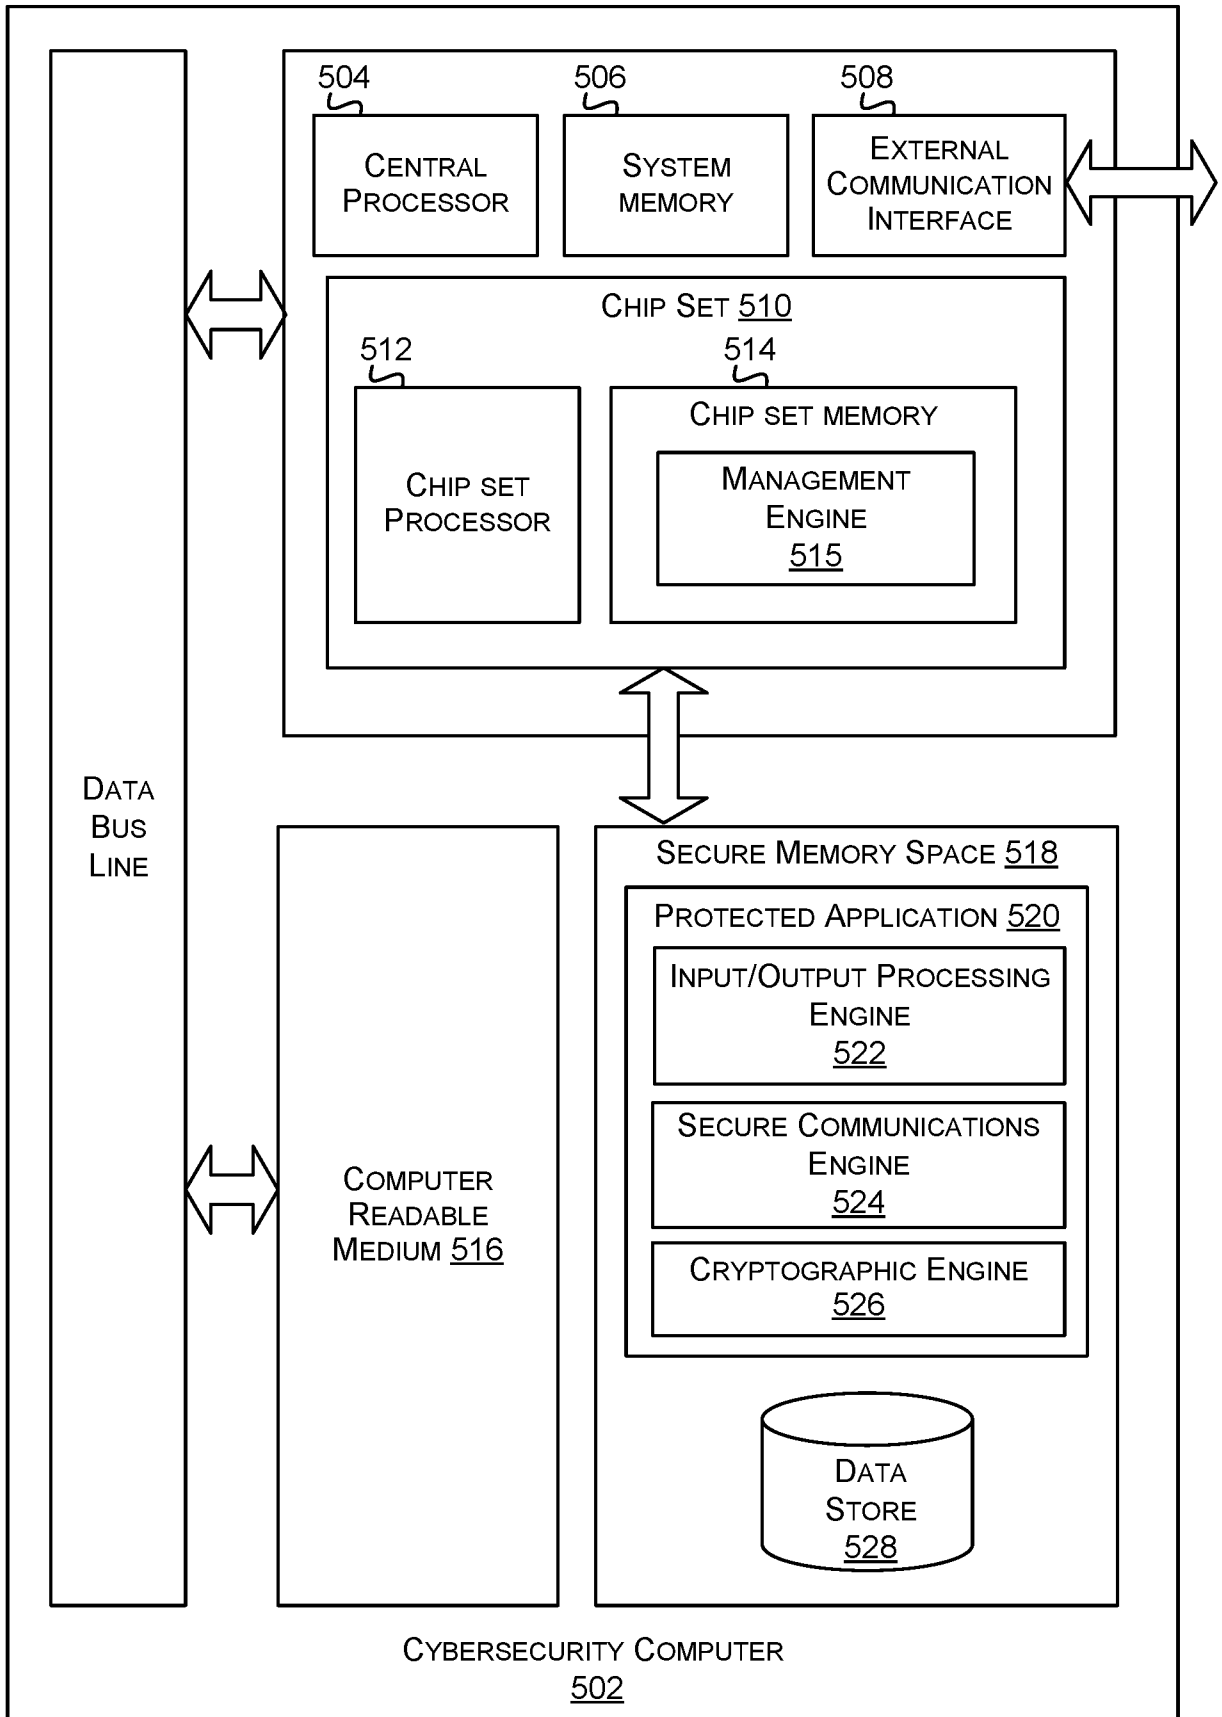 504
506
508
CENTRAL
PROCESSOR
SYSTEM
MEMORY
EXTERNAL
COMMUNICATION
INTERFACE
CHIP SET 510
512
514
CHIP SET
PROCESSOR
CHIP SET MEMORY
MANAGEMENT
ENGINE
515
DATA
BUS
LINE
COMPUTER
READABLE
MEDIUM 516
SECURE MEMORY SPACE 518
PROTECTED APPLICATION 520
INPUT/OUTPUT PROCESSING
ENGINE
522
SECURE COMMUNICATIONS
ENGINE
524
CRYPTOGRAPHIC ENGINE
526
DATA
STORE
528
CYBERSECURITY COMPUTER
502